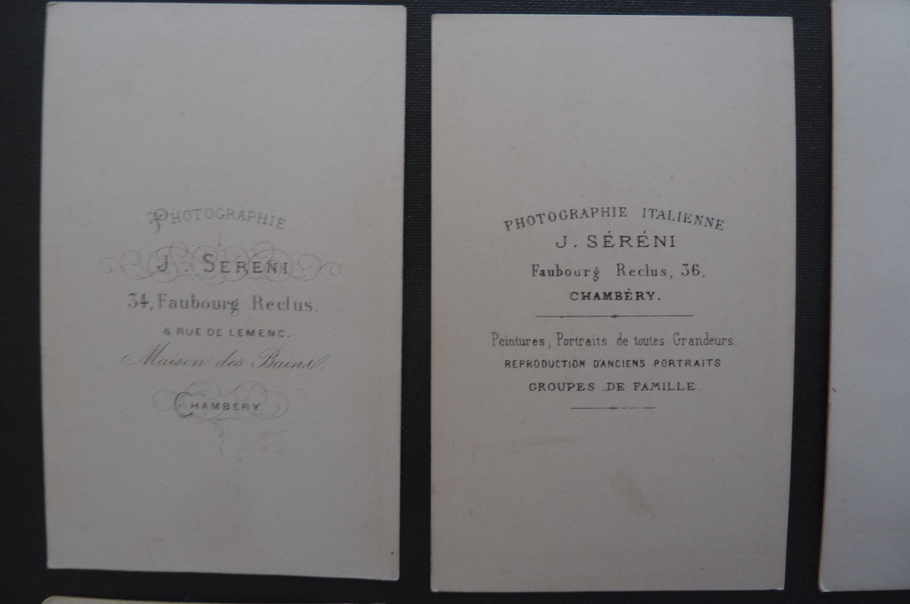 PHOTOGRAPHIE
J. SERENI
34, Faubourg Reclus.
& RUE DE LEMENC.
Maison des Bains.
CHAMBERY
PHOTOGRAPHIE ITALIENNE
J. SÉRÉNI
Faubourg Reclus, 36,
CHAMBÉRY.
Peintures, Portraits de toutes Grandeurs.
REPRODUCTION D'ANCIENS PORTRAITS
GROUPES DE FAMILLE.